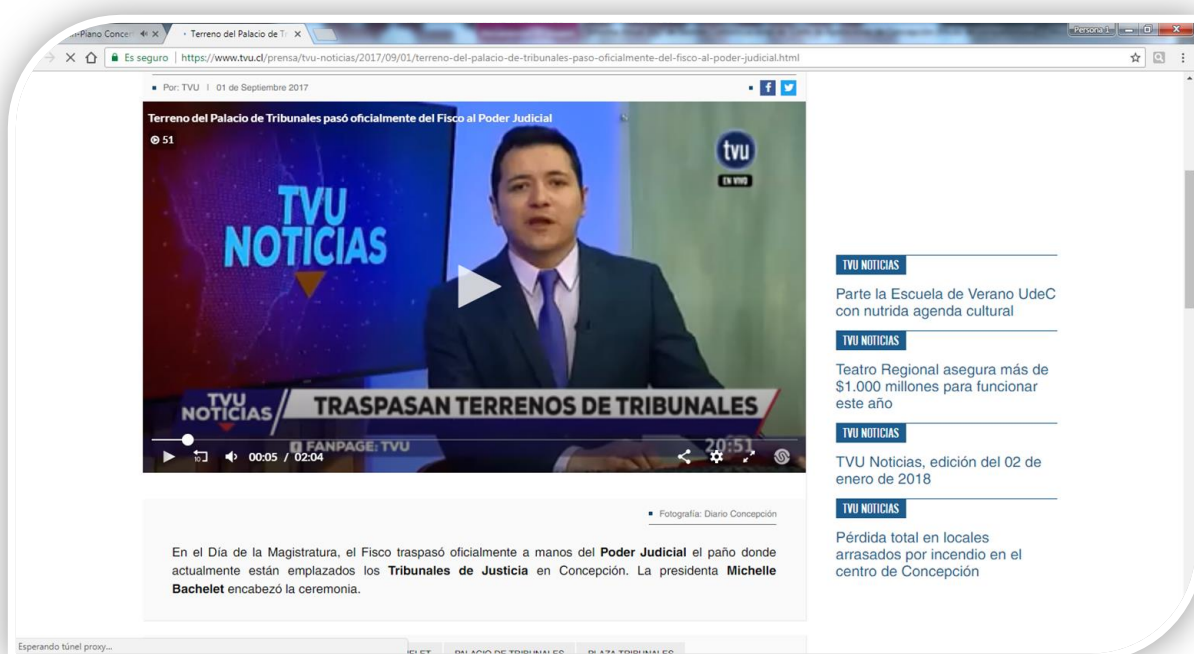 -Piano Concert
Terreno del Palacio de Tr
Persona 1
Es seguro | https://www.tvu.cl/prensa/tvu-noticias/2017/09/01/terreno-del-palacio-de-tribunales-paso-oficialmente-del-fisco-al-poder-judicial.html
Por: TVU | 01 de Septiembre 2017
Terreno del Palacio de Tribunales pasó oficialmente del Fisco al Poder Judicial
51
tvu
EN VIVO
TVU
NOTICIAS
TVU
NOTICIAS
TRASPASAN TERRENOS DE TRIBUNALES
FANPAGE: TVU
20:51
10
00:05 / 02:04
Fotografía: Diario Concepción
En el Día de la Magistratura, el Fisco traspasó oficialmente a manos del Poder Judicial el paño donde
actualmente están emplazados los Tribunales de Justicia en Concepción. La presidenta Michelle
Bachelet encabezó la ceremonia.
TVU NOTICIAS
Parte la Escuela de Verano UdeC
con nutrida agenda cultural
TVU NOTICIAS
Teatro Regional asegura más de
$1.000 millones para funcionar
este año
TVU NOTICIAS
TVU Noticias, edición del 02 de
enero de 2018
TVU NOTICIAS
Pérdida total en locales
arrasados por incendio en el
centro de Concepción
Esperando túnel proxy...
PALACIO DE TRIBUNALES
PLAZA TRIBUNALES